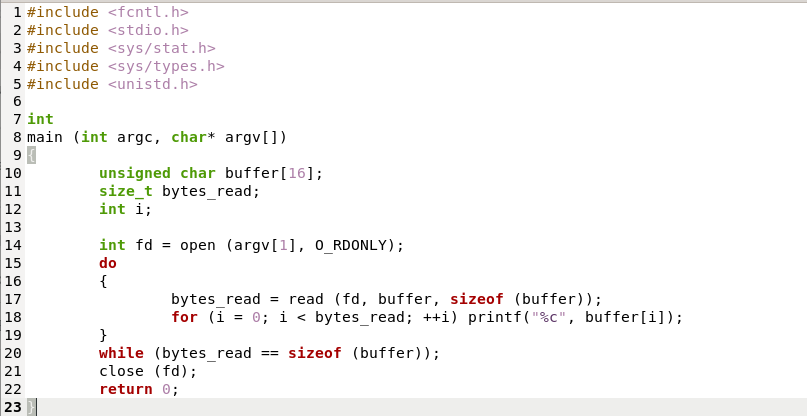 1 #include <fcntl.h>
2 #include <stdio.h>
3 #include <sys/stat.h>
4 #include <sys/types.h>
5 #include <unistd.h>
6
7 int
8 main (int argc, char* argv[])
9 {
10         unsigned char buffer[16];
11         size_t bytes_read;
12         int i;
13
14         int fd = open (argv[1], O_RDONLY);
15         do
16         {
17                 bytes_read = read (fd, buffer, sizeof (buffer));
18                 for (i = 0; i < bytes_read; ++i) printf("%c", buffer[i]);
19         }
20         while (bytes_read == sizeof (buffer));
21         close (fd);
22         return 0;
23 }